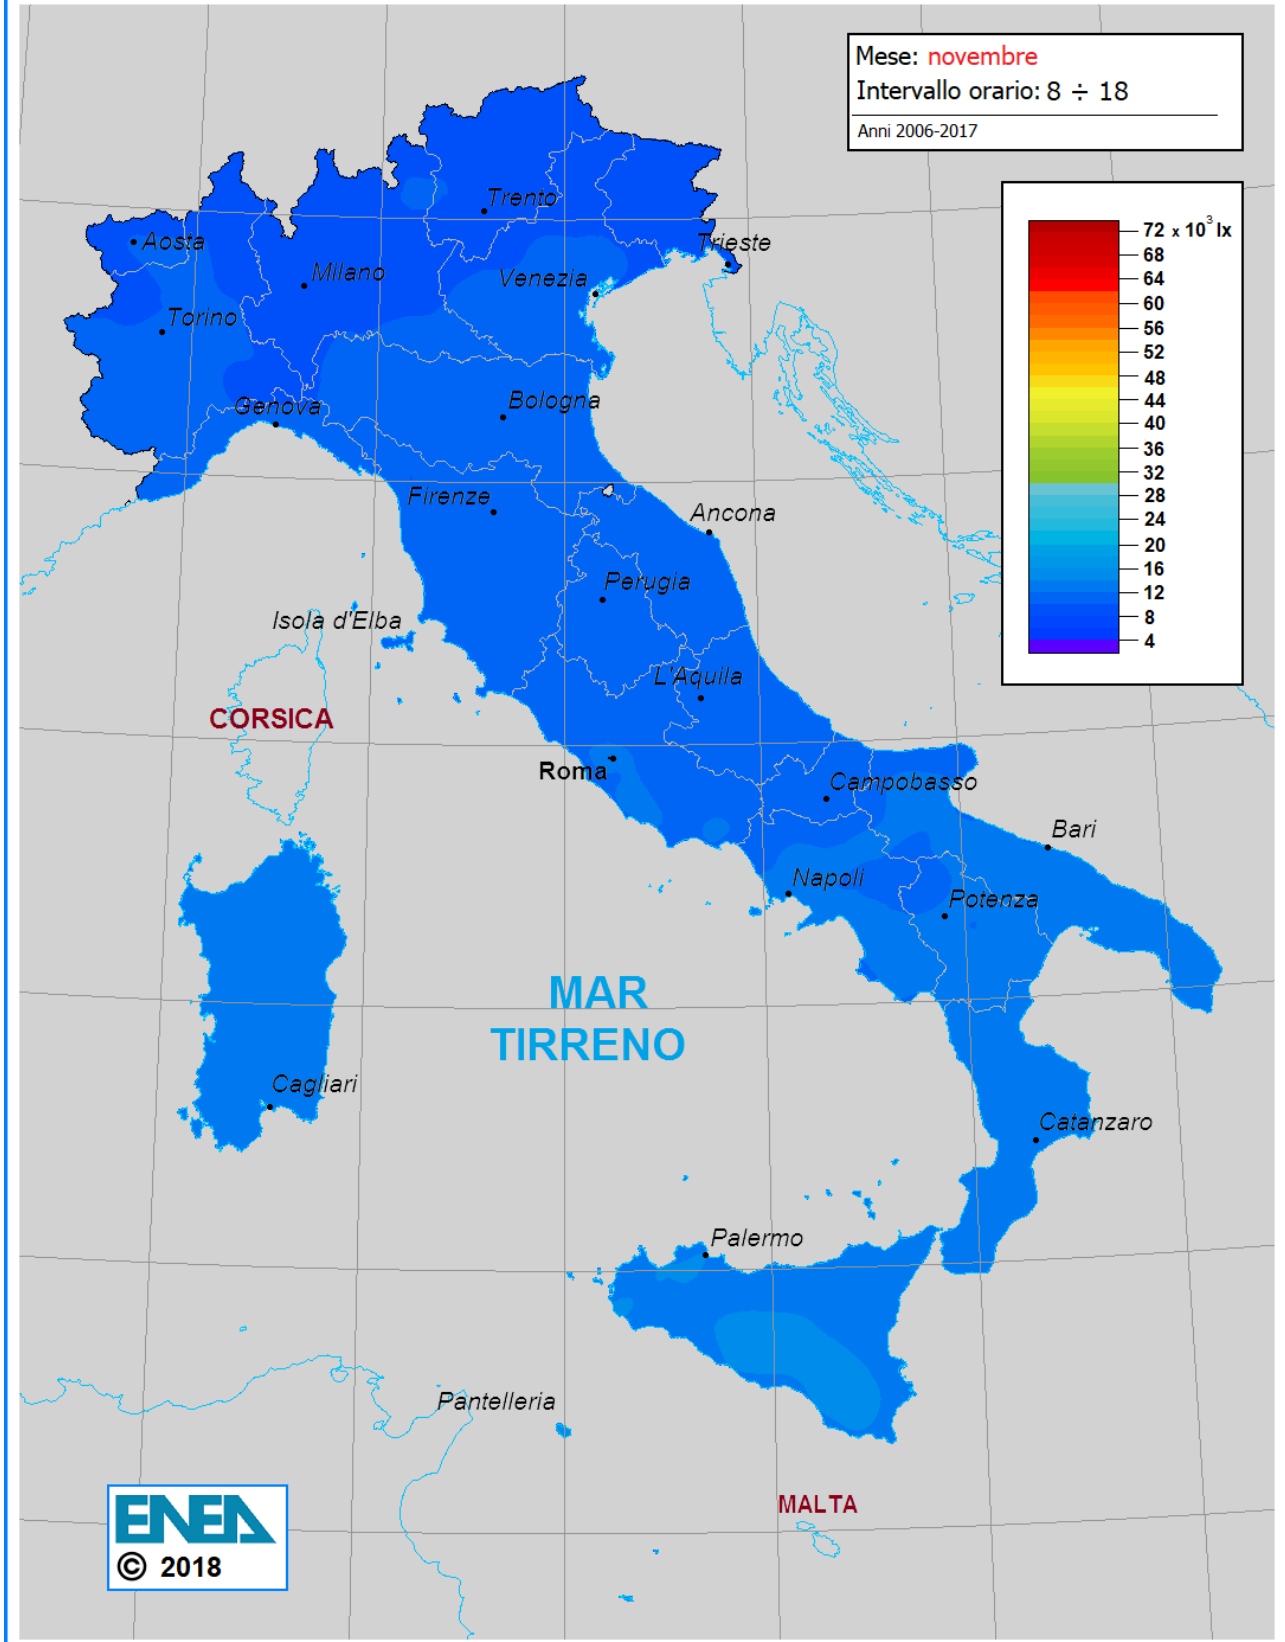 Mese: novembre
Intervallo orario: 8 ÷ 18
Anni 2006-2017
72 x 10³ lx
68
64
60
56
52
48
44
40
36
32
28
24
20
16
12
8
4
Trento
Aosta
Trieste
Milano
Venezia
Torino
Genova
Bologna
Firenze
Ancona
Perugia
Isola d'Elba
L'Aquila
CORSICA
Roma
Campobasso
Bari
Napoli
Potenza
MAR
TIRRENO
Cagliari
Catanzaro
Palermo
Pantelleria
MALTA
ENEA
© 2018